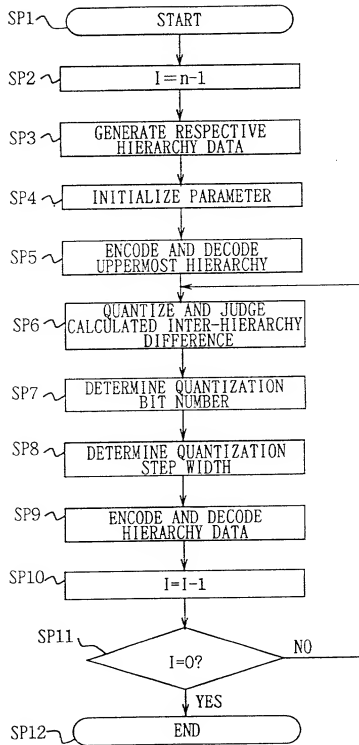 SP1
START
SP2
I=n-1
SP3
GENERATE RESPECTIVE
HIERARCHY DATA
SP4
INITIALIZE PARAMETER
SP5
ENCODE AND DECODE
UPPERMOST HIERARCHY
SP6
QUANTIZE AND JUDGE
CALCULATED INTER-HIERARCHY
DIFFERENCE
SP7
DETERMINE QUANTIZATION
BIT NUMBER
SP8
DETERMINE QUANTIZATION
STEP WIDTH
SP9
ENCODE AND DECODE
HIERARCHY DATA
SP10
I=I-1
SP11
I=0?
NO
YES
SP12
END